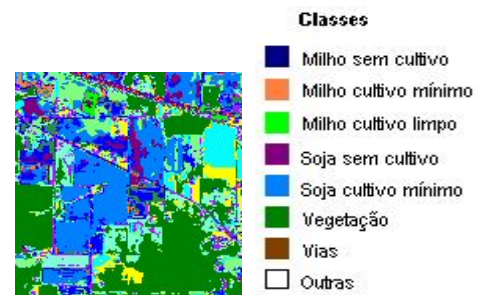 Classes
Milho sem cultivo
Milho cultivo mínimo
Milho cultivo limpo
Soja sem cultivo
Soja cultivo mínimo
Vegetação
Vias
Outras